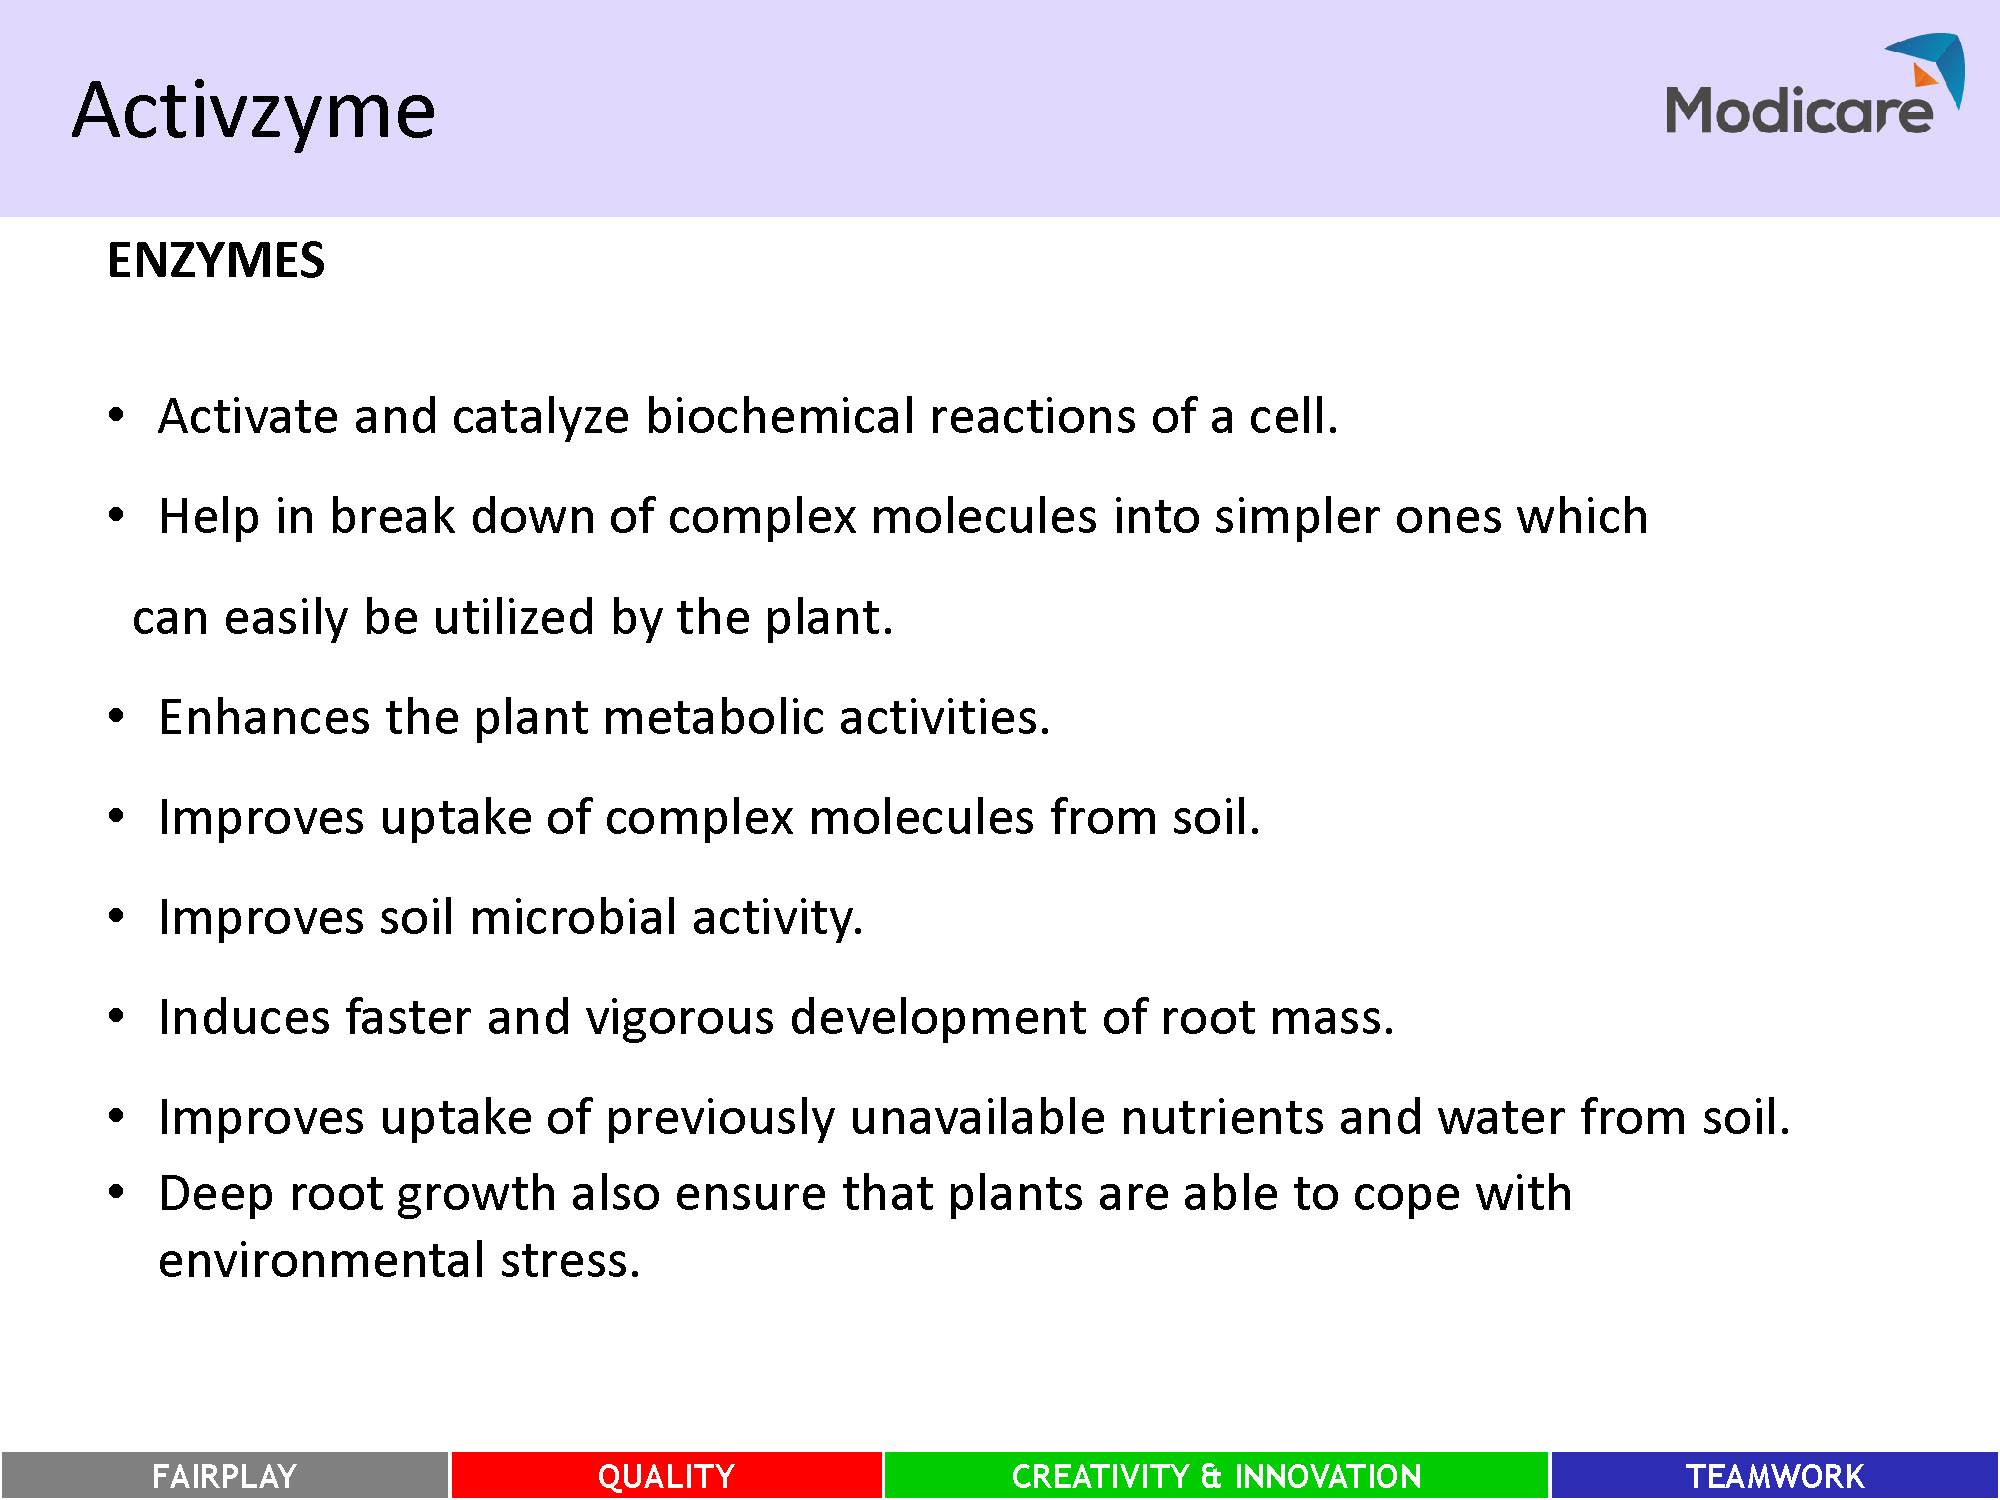 Activzyme
Modicare
ENZYMES
• Activate and catalyze biochemical reactions of a cell.
• Help in break down of complex molecules into simpler ones which
can easily be utilized by the plant.
• Enhances the plant metabolic activities.
• Improves uptake of complex molecules from soil.
• Improves soil microbial activity.
• Induces faster and vigorous development of root mass.
• Improves uptake of previously unavailable nutrients and water from soil.
• Deep root growth also ensure that plants are able to cope with
environmental stress.
FAIRPLAY QUALITY CREATIVITY & INNOVATION TEAMWORK